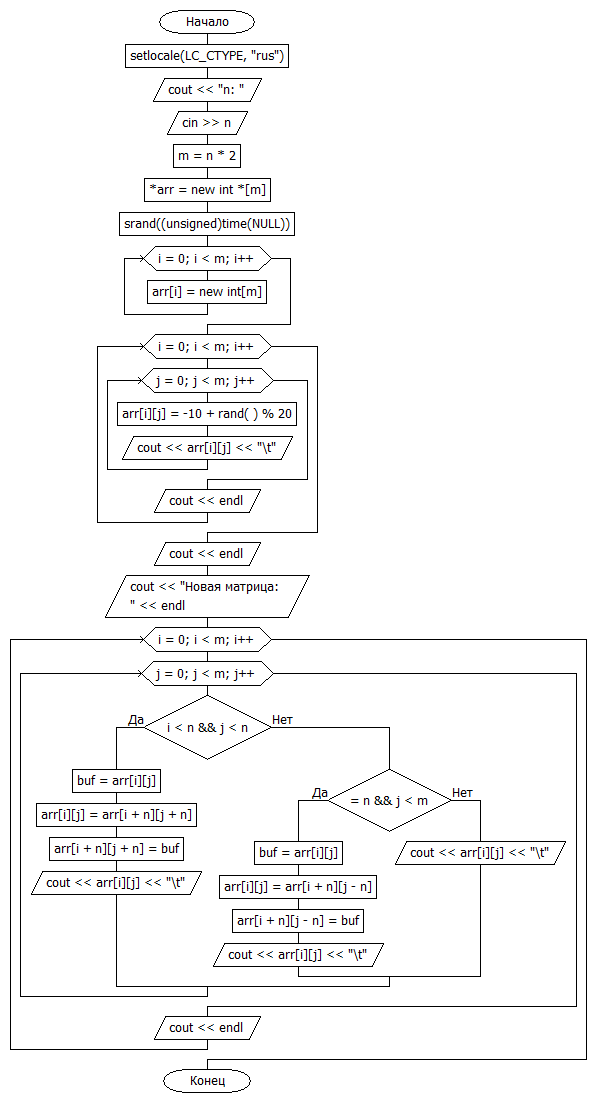 Начало
setlocale(LC_CTYPE, "rus")
cout << "n: "
cin >> n
m = n * 2
*arr = new int *[m]
srand((unsigned)time(NULL))
i = 0; i < m; i++
arr[i] = new int[m]
i = 0; i < m; i++
j = 0; j < m; j++
arr[i][j] = -10 + rand( ) % 20
cout << arr[i][j] << "\t"
cout << endl
cout << endl
cout << "Новая матрица:
" << endl
i = 0; i < m; i++
j = 0; j < m; j++
Да
i < n && j < n
Нет
buf = arr[i][j]
arr[i][j] = arr[i + n][j + n]
arr[i + n][j + n] = buf
cout << arr[i][j] << "\t"
Да
= n && j < m
Нет
buf = arr[i][j]
arr[i][j] = arr[i + n][j - n]
arr[i + n][j - n] = buf
cout << arr[i][j] << "\t"
cout << arr[i][j] << "\t"
cout << endl
Конец